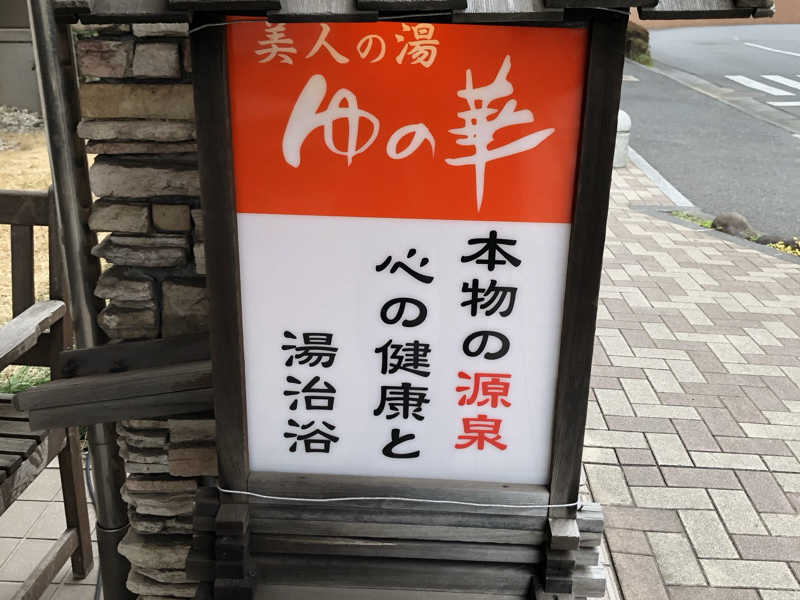 美人の湯
ゆの華
本物の源泉
心の健康と
湯治浴